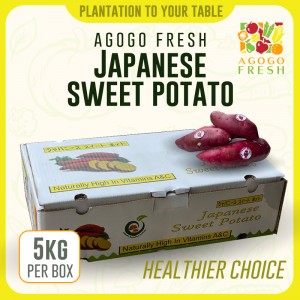 PLANTATION TO YOUR TABLE
AGOGO FRESH
JAPANESE
SWEET POTATO
AGOGO
FRESH
Naturally High In Vitamins A&C
Japanese
Sweet Potato
Naturally High In Vitamins A&C
5KG
PER BOX
HEALTHIER CHOICE